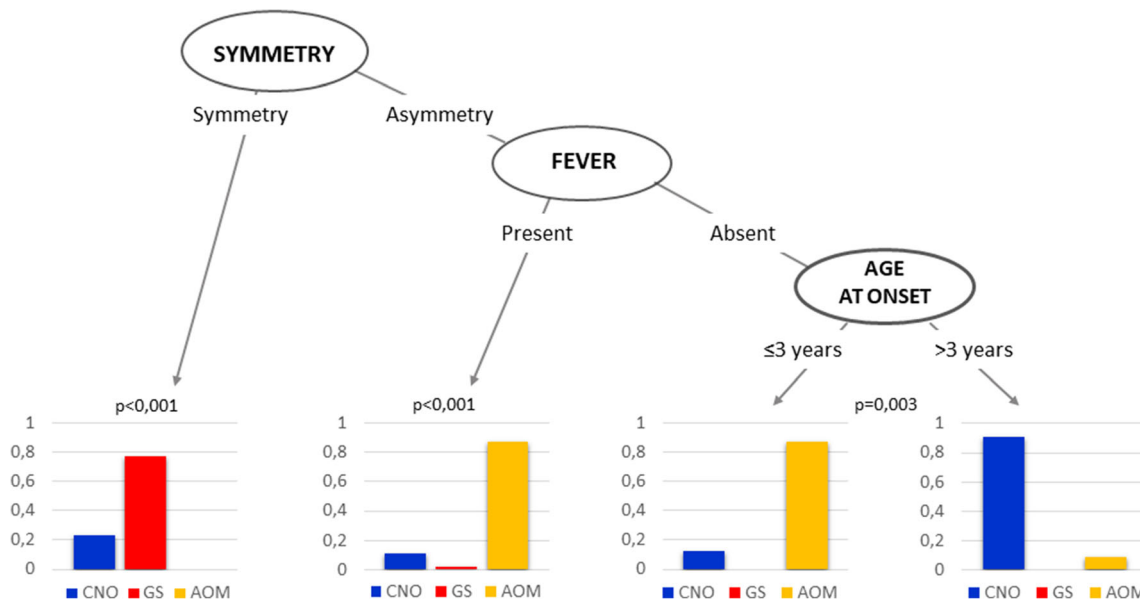 SYMMETRY
Symmetry
Asymmetry
FEVER
Present
Absent
AGE
AT ONSET
≤3 years
>3 years
p<0,001
p<0,001
p=0,003
1
0,8
0,6
0,4
0,2
0
CNO GS AOM
1
0,8
0,6
0,4
0,2
0
CNO GS AOM
1
0,8
0,6
0,4
0,2
0
CNO GS AOM
1
0,8
0,6
0,4
0,2
0
CNO GS AOM